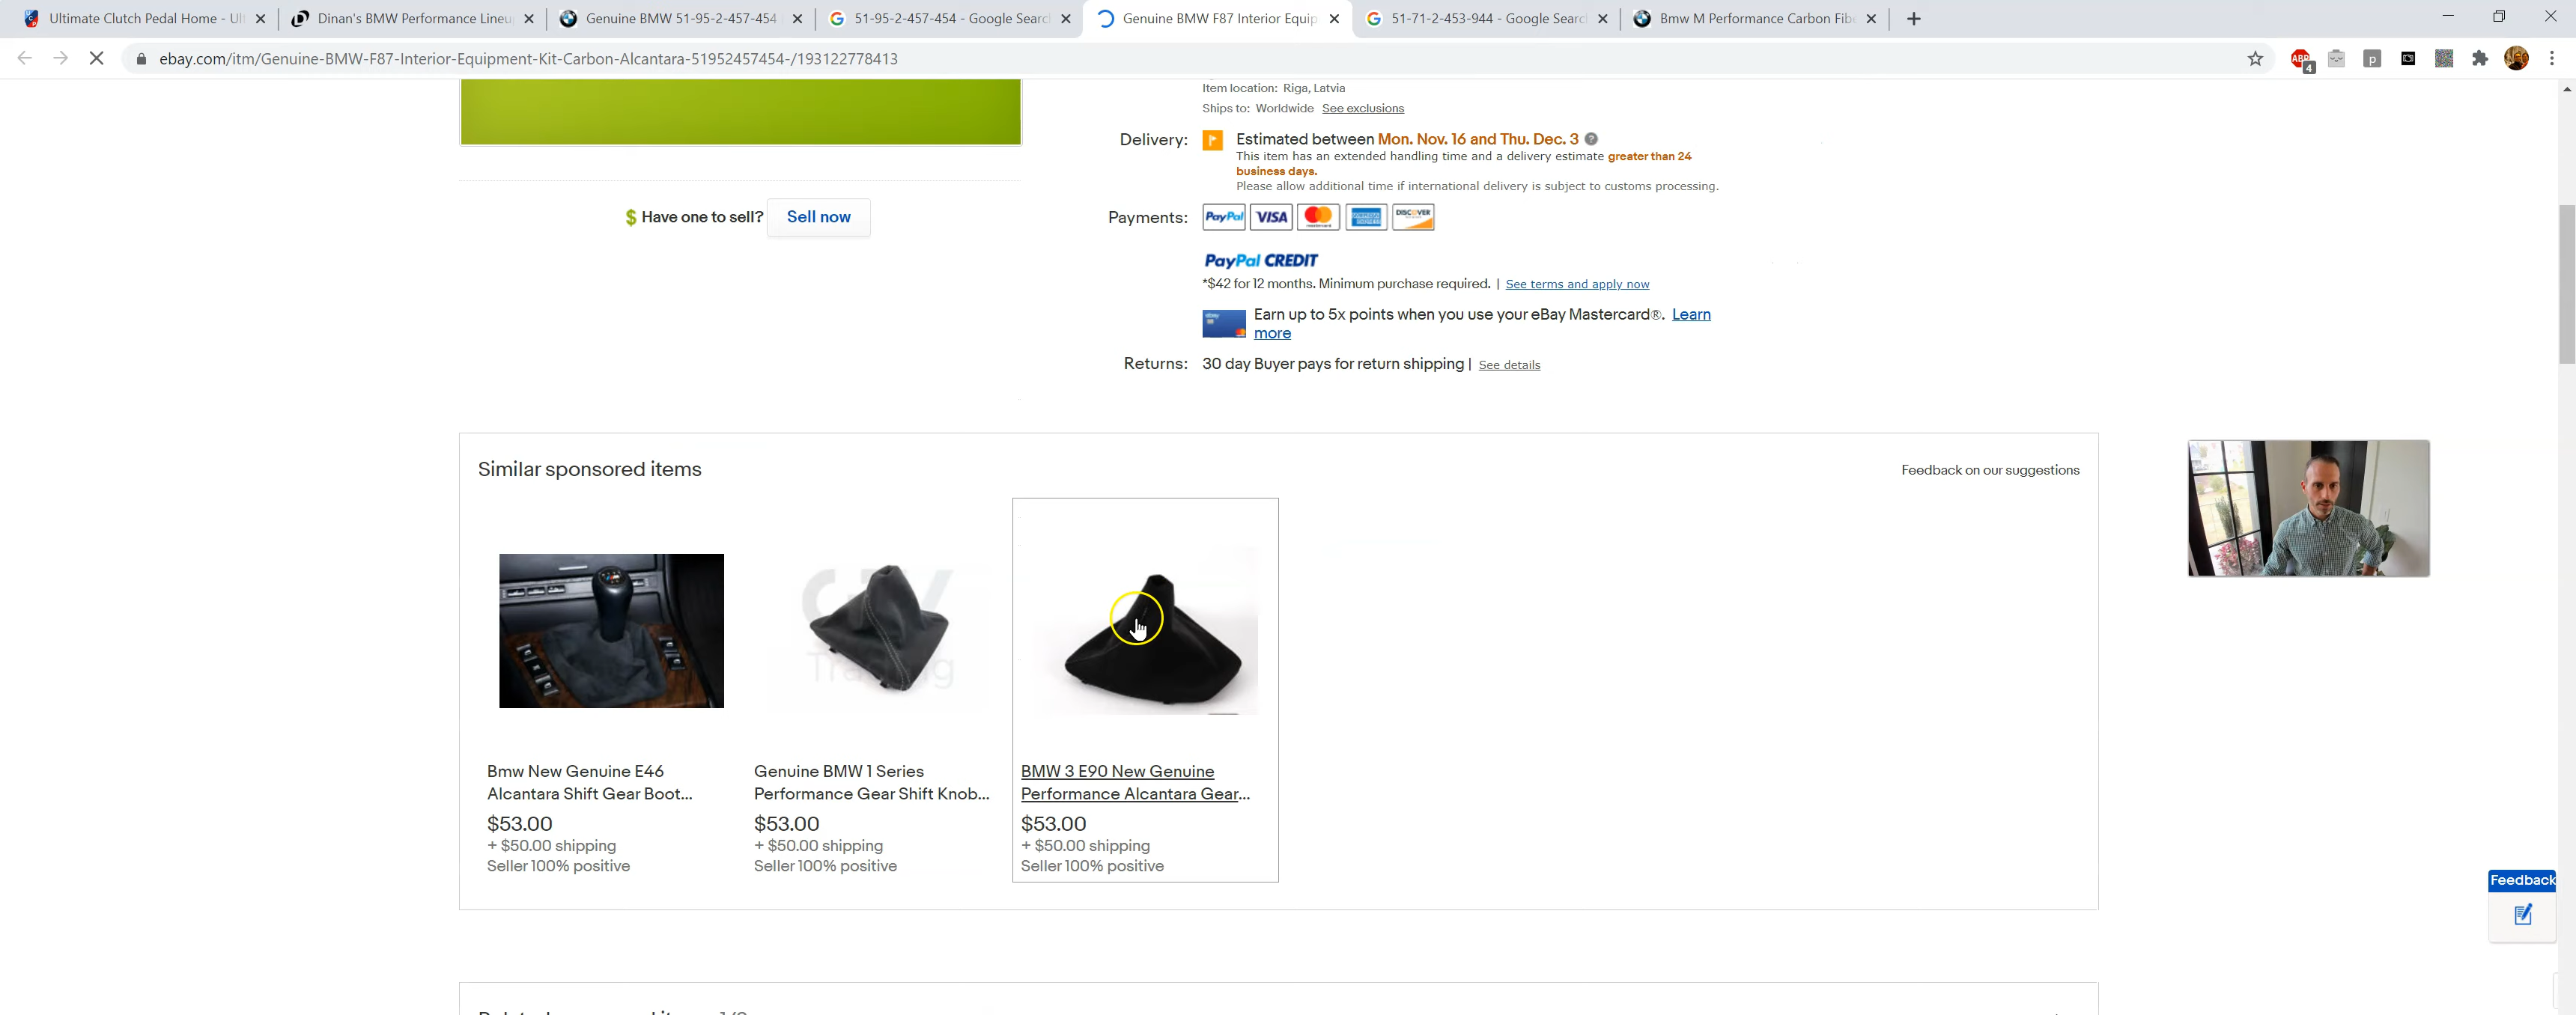 Ultimate Clutch Pedal Home - Ul
Dinan's BMW Performance Lineu
Genuine BMW 51-95-2-457-454
51-95-2-457-454 - Google Searc
Genuine BMW F87 Interior Equip
51-71-2-453-944 - Google Searc
Bmw M Performance Carbon Fib
ebay.com/itm/Genuine-BMW-F87-Interior-Equipment-Kit-Carbon-Alcantara-51952457454-/193122778413
ABP
4
p
Item location: Riga, Latvia
Ships to: Worldwide See exclusions
Delivery: Estimated between Mon. Nov. 16 and Thu. Dec. 3 ?
This item has an extended handling time and a delivery estimate greater than 24
business days.
Please allow additional time if international delivery is subject to customs processing.
$ Have one to sell? Sell now
Payments: PayPal VISA mastercard AMERICAN EXPRESS DISCOVER
PayPal CREDIT
*$42 for 12 months. Minimum purchase required. | See terms and apply now
Earn up to 5x points when you use your eBay Mastercard®. Learn
more
Returns: 30 day Buyer pays for return shipping | See details
Similar sponsored items
Feedback on our suggestions
Bmw New Genuine E46
Alcantara Shift Gear Boot...
$53.00
+ $50.00 shipping
Seller 100% positive
Genuine BMW 1 Series
Performance Gear Shift Knob...
$53.00
+ $50.00 shipping
Seller 100% positive
BMW 3 E90 New Genuine
Performance Alcantara Gear...
$53.00
+ $50.00 shipping
Seller 100% positive
Feedback